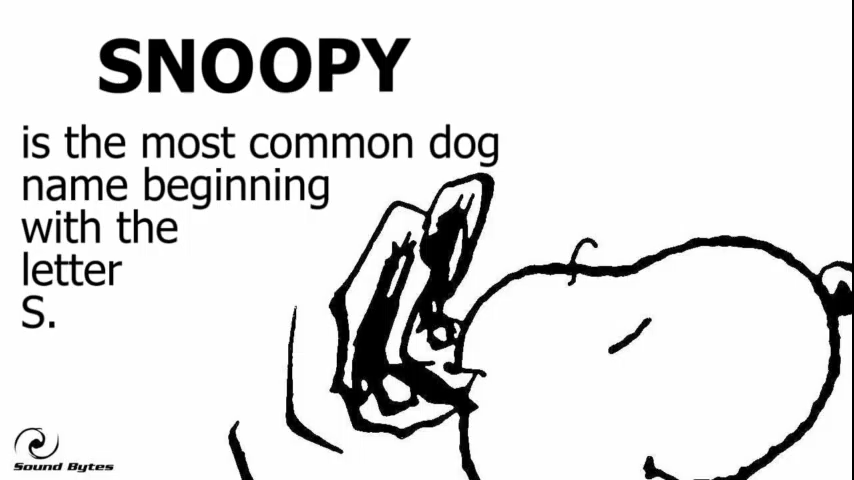 SNOOPY
is the most common dog
name beginning
with the
letter
S.
Sound Bytes